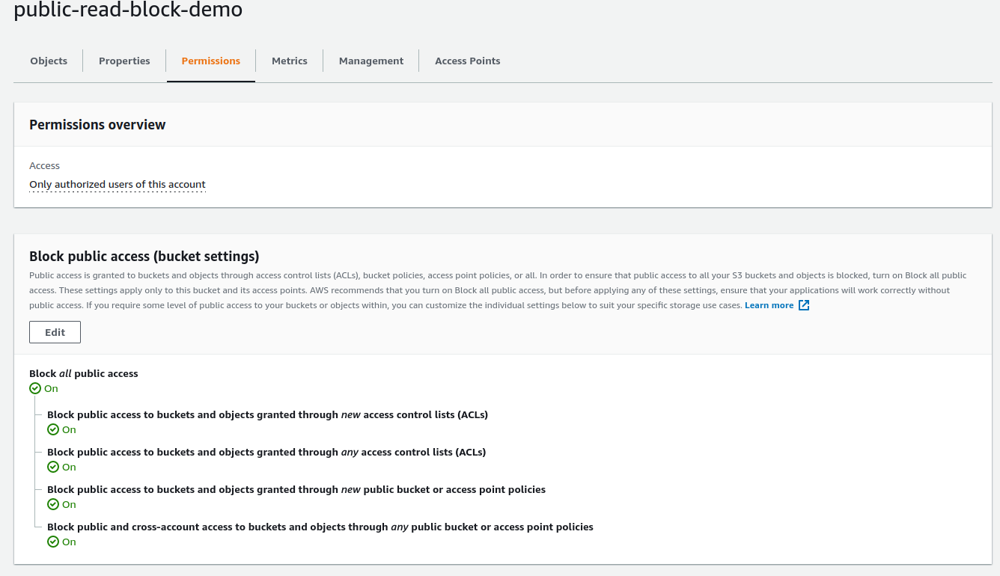 public-read-block-demo
Objects
Properties
Permissions
Metrics
Management
Access Points
Permissions overview
Access
Only authorized users of this account
Block public access (bucket settings)
Public access is granted to buckets and objects through access control lists (ACLs), bucket policies, access point policies, or all. In order to ensure that public access to all your S3 buckets and objects is blocked, turn on Block all public
access. These settings apply only to this bucket and its access points. AWS recommends that you turn on Block all public access, but before applying any of these settings, ensure that your applications will work correctly without
public access. If you require some level of public access to your buckets or objects within, you can customize the individual settings below to suit your specific storage use cases. Learn more
Edit
Block all public access
On
Block public access to buckets and objects granted through new access control lists (ACLs)
On
Block public access to buckets and objects granted through any access control lists (ACLs)
On
Block public access to buckets and objects granted through new public bucket or access point policies
On
Block public and cross-account access to buckets and objects through any public bucket or access point policies
On